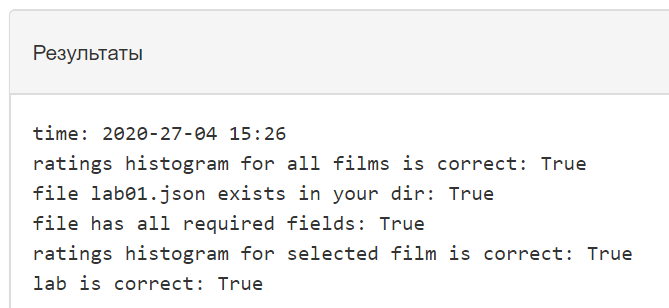 Результаты
time: 2020-27-04 15:26
ratings histogram for all films is correct: True
file lab01.json exists in your dir: True
file has all required fields: True
ratings histogram for selected film is correct: True
lab is correct: True